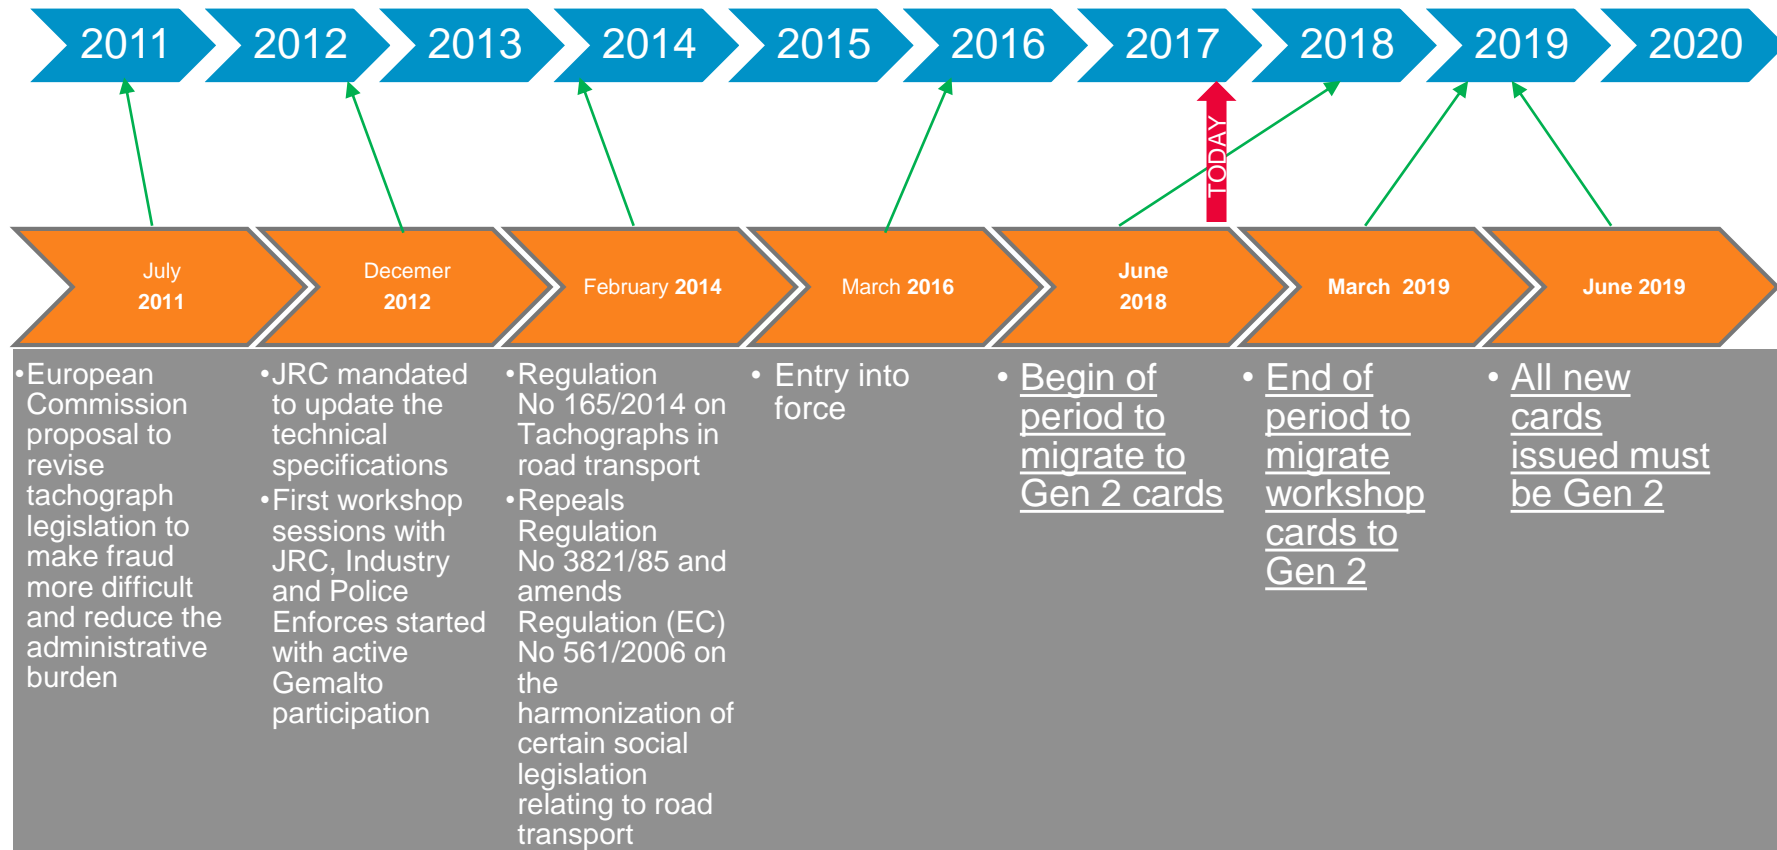 2011
2012
2013
2014
2015
2016
2017
2018
2019
2020
TODAY
July
2011
Decemer
2012
February 2014
March 2016
June
2018
March 2019
June 2019
•European
Commission
proposal to
revise
tachograph
legislation to
make fraud
more difficult
and reduce the
administrative
burden
•JRC mandated
to update the
technical
specifications
•First workshop
sessions with
JRC, Industry
and Police
Enforces started
with active
Gemalto
participation
•Regulation
No 165/2014 on
Tachographs in
road transport
•Repeals
Regulation
No 3821/85 and
amends
Regulation (EC)
No 561/2006 on
the
harmonization of
certain social
legislation
relating to road
transport
• Entry into
force
• Begin of
period to
migrate to
Gen 2 cards
• End of
period to
migrate
workshop
cards to
Gen 2
• All new
cards
issued must
be Gen 2